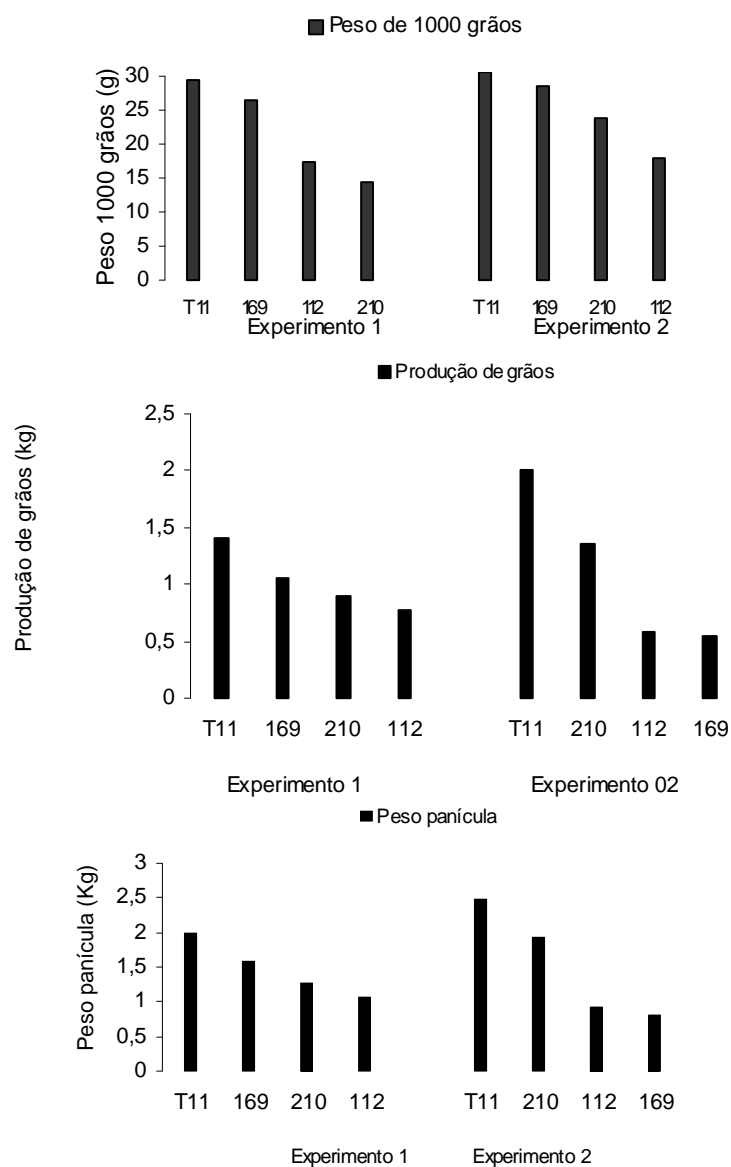 Peso de 1000 grãos
Peso 1000 grãos (g)
30
25
20
15
10
5
0
T11 169 112 210 T11 169 210 112
Experimento 1 Experimento 2
Produção de grãos
Produção de grãos (kg)
2,5
2
1,5
1
0,5
0
T11 169 210 112 T11 210 112 169
Experimento 1 Experimento 02
Peso panícula
Peso panícula (Kg)
3
2,5
2
1,5
1
0,5
0
T11 169 210 112 T11 210 112 169
Experimento 1 Experimento 2